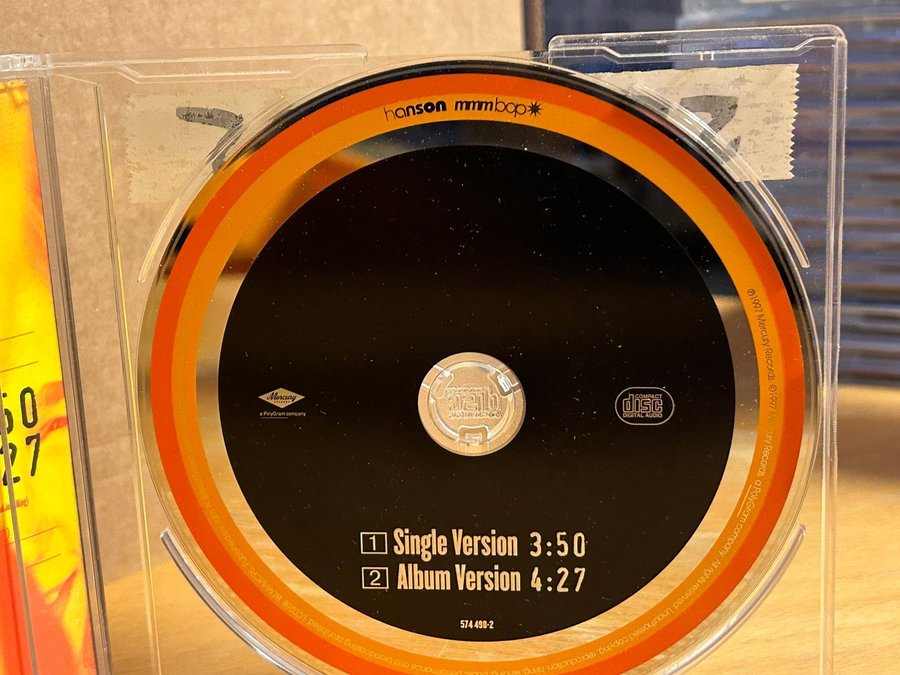 hanson mmmbop
Mercury
RECORDS
a PolyGram company
COMPACT
disc
DIGITAL AUDIO
1 Single Version 3:50
2 Album Version 4:27
574 498-2
℗1997 Mercury Records. ©1997 Mercury Records. a PolyGram company. All rights reserved. Unauthorised copying, reproduction, hiring, lending, public performance and broadcasting prohibited.
50
27